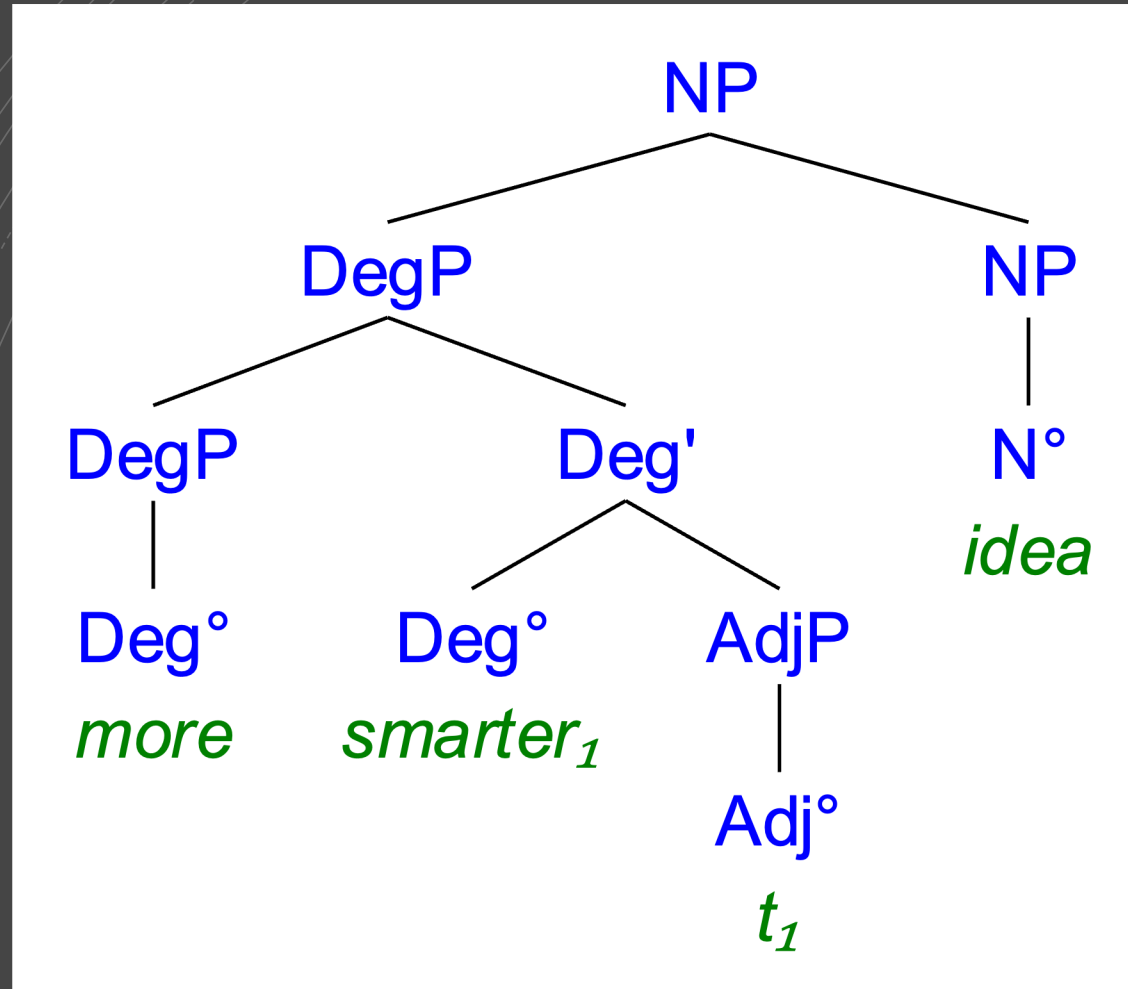 NP
DegP NP
DegP Deg' N°
idea
Deg° Deg° AdjP
more smarter₁
Adj°
t₁